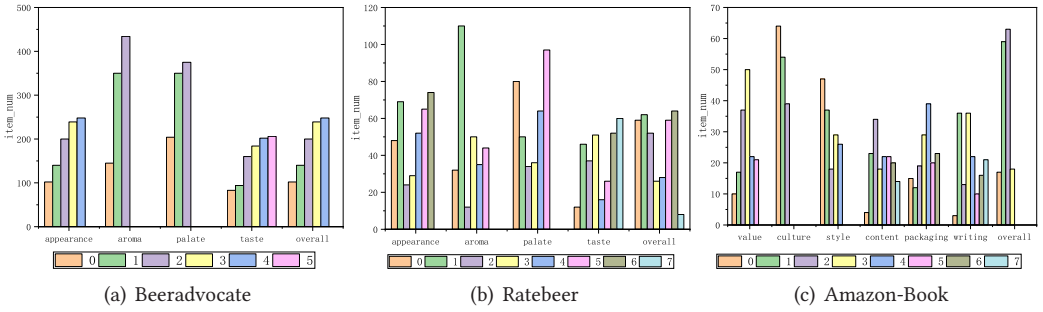 500
400
300
200
100
0
item_num
appearance aroma palate taste overall
0 1 2 3 4 5
(a) Beeradvocate
120
100
80
60
40
20
0
item_num
appearance aroma palate taste overall
0 1 2 3 4 5 6 7
(b) Ratebeer
70
60
50
40
30
20
10
0
item_num
value culture style content packaging writing overall
0 1 2 3 4 5 6 7
(c) Amazon-Book